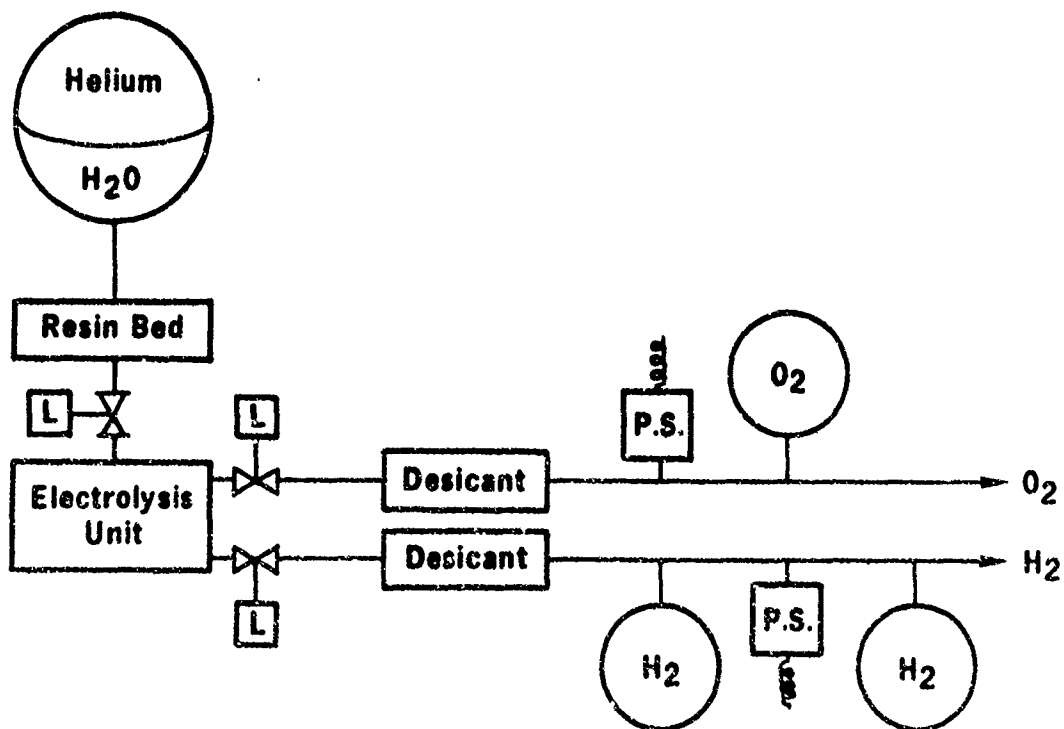 Helium
H2O
Resin Bed
L
L
P.S.
O2
Electrolysis
Unit
Desicant
O2
Desicant
H2
L
H2
P.S.
H2